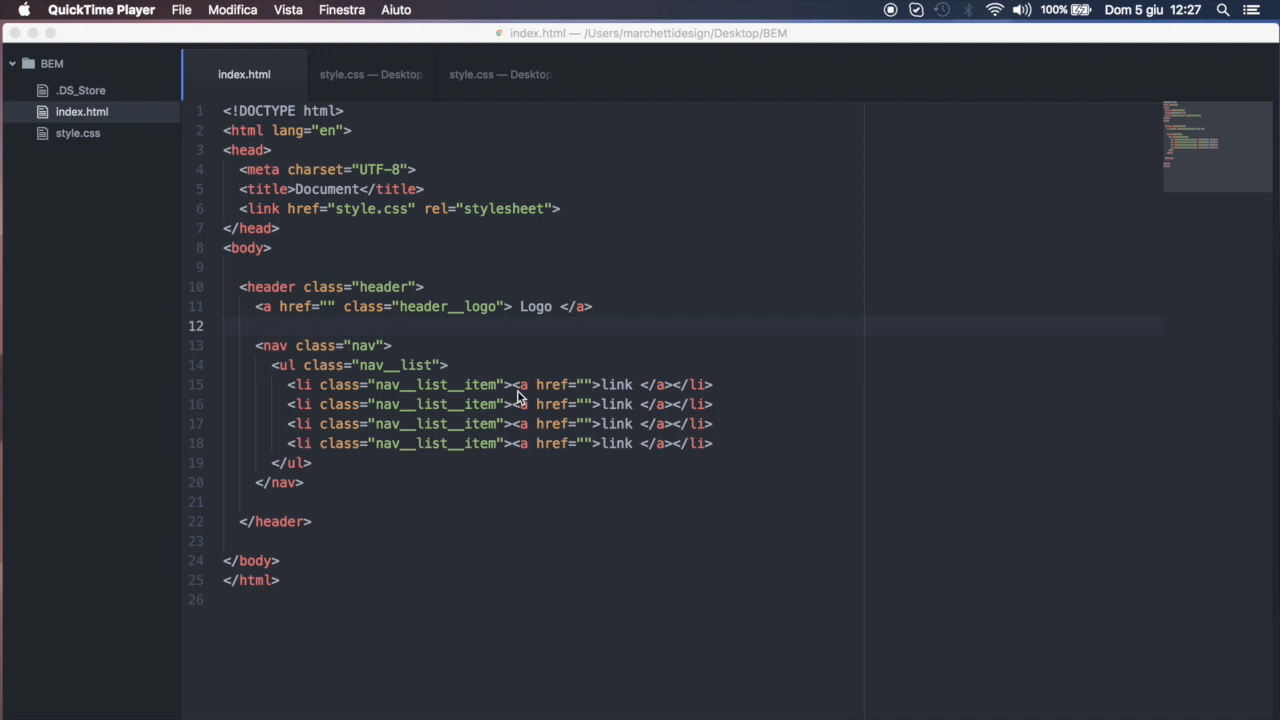 QuickTime Player File Modifica Vista Finestra Aiuto 100% Dom 5 giu 12:27
index.html — /Users/marchettidesign/Desktop/BEM
BEM
.DS_Store
index.html
style.css
index.html style.css — Desktop style.css — Desktop
1 <!DOCTYPE html>
2 <html lang="en">
3 <head>
4 <meta charset="UTF-8">
5 <title>Document</title>
6 <link href="style.css" rel="stylesheet">
7 </head>
8 <body>
9
10 <header class="header">
11 <a href="" class="header__logo"> Logo </a>
12
13 <nav class="nav">
14 <ul class="nav__list">
15 <li class="nav__list__item"><a href="">link </a></li>
16 <li class="nav__list__item"><a href="">link </a></li>
17 <li class="nav__list__item"><a href="">link </a></li>
18 <li class="nav__list__item"><a href="">link </a></li>
19 </ul>
20 </nav>
21
22 </header>
23
24 </body>
25 </html>
26